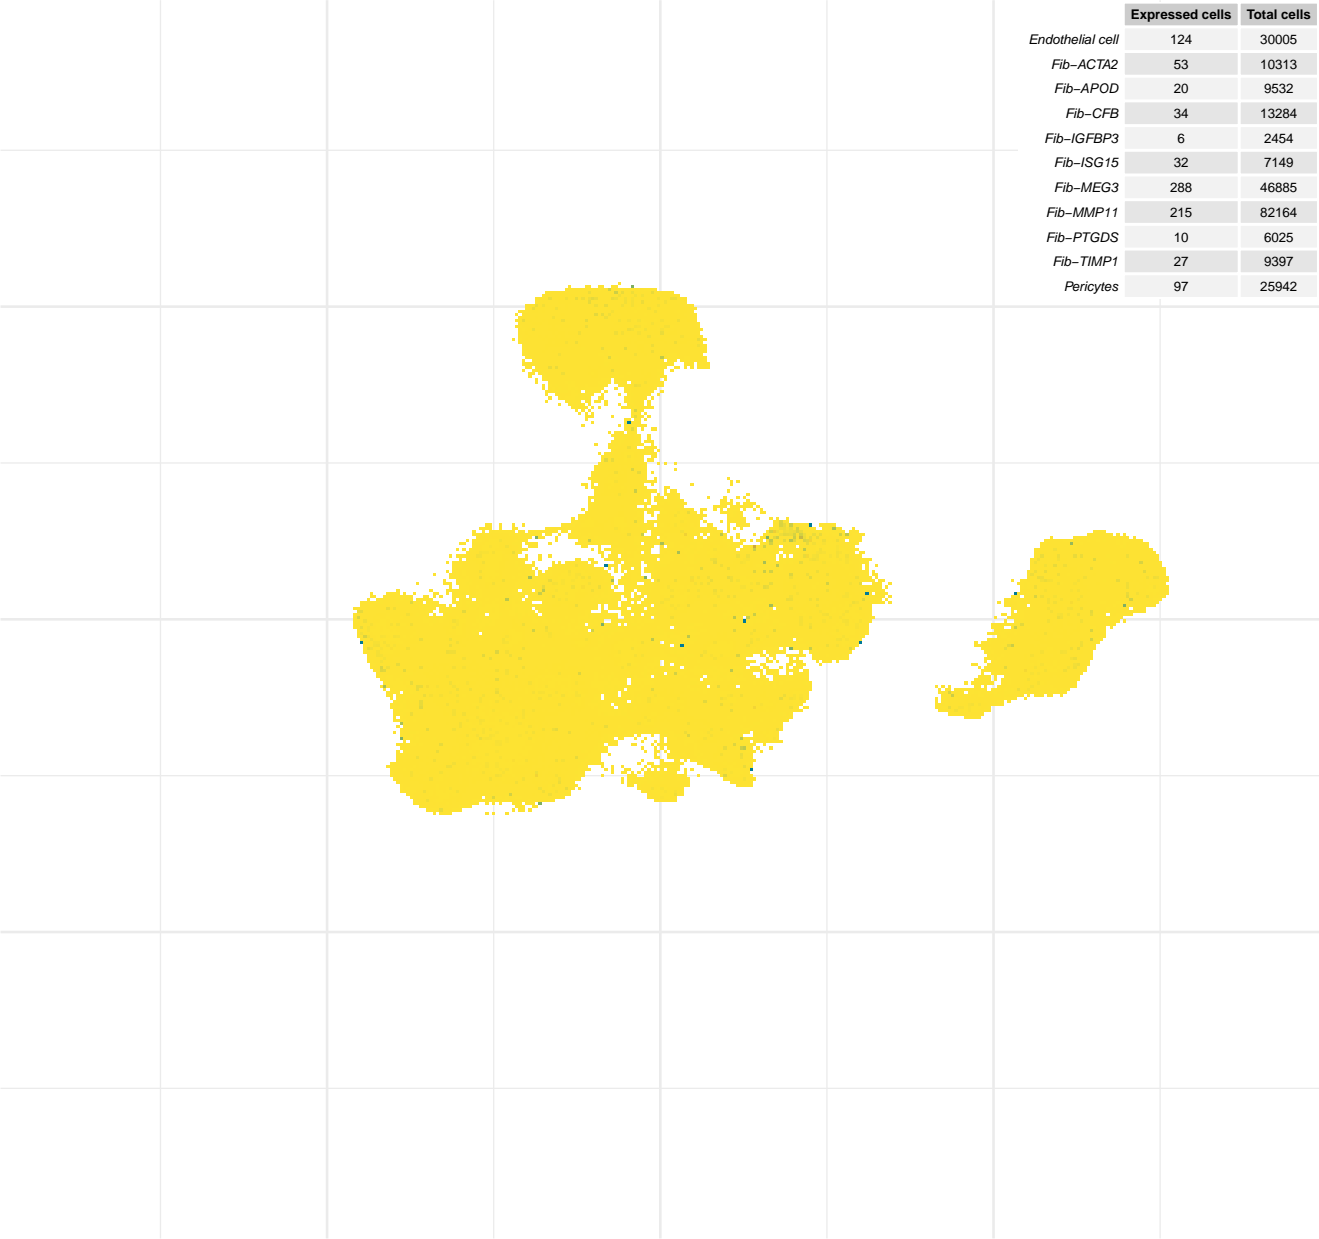 Expressed cells Total cells
Endothelial cell 124 30005
Fib−ACTA2 53 10313
Fib−APOD 20 9532
Fib−CFB 34 13284
Fib−IGFBP3 6 2454
Fib−ISG15 32 7149
Fib−MEG3 288 46885
Fib−MMP11 215 82164
Fib−PTGDS 10 6025
Fib−TIMP1 27 9397
Pericytes 97 25942